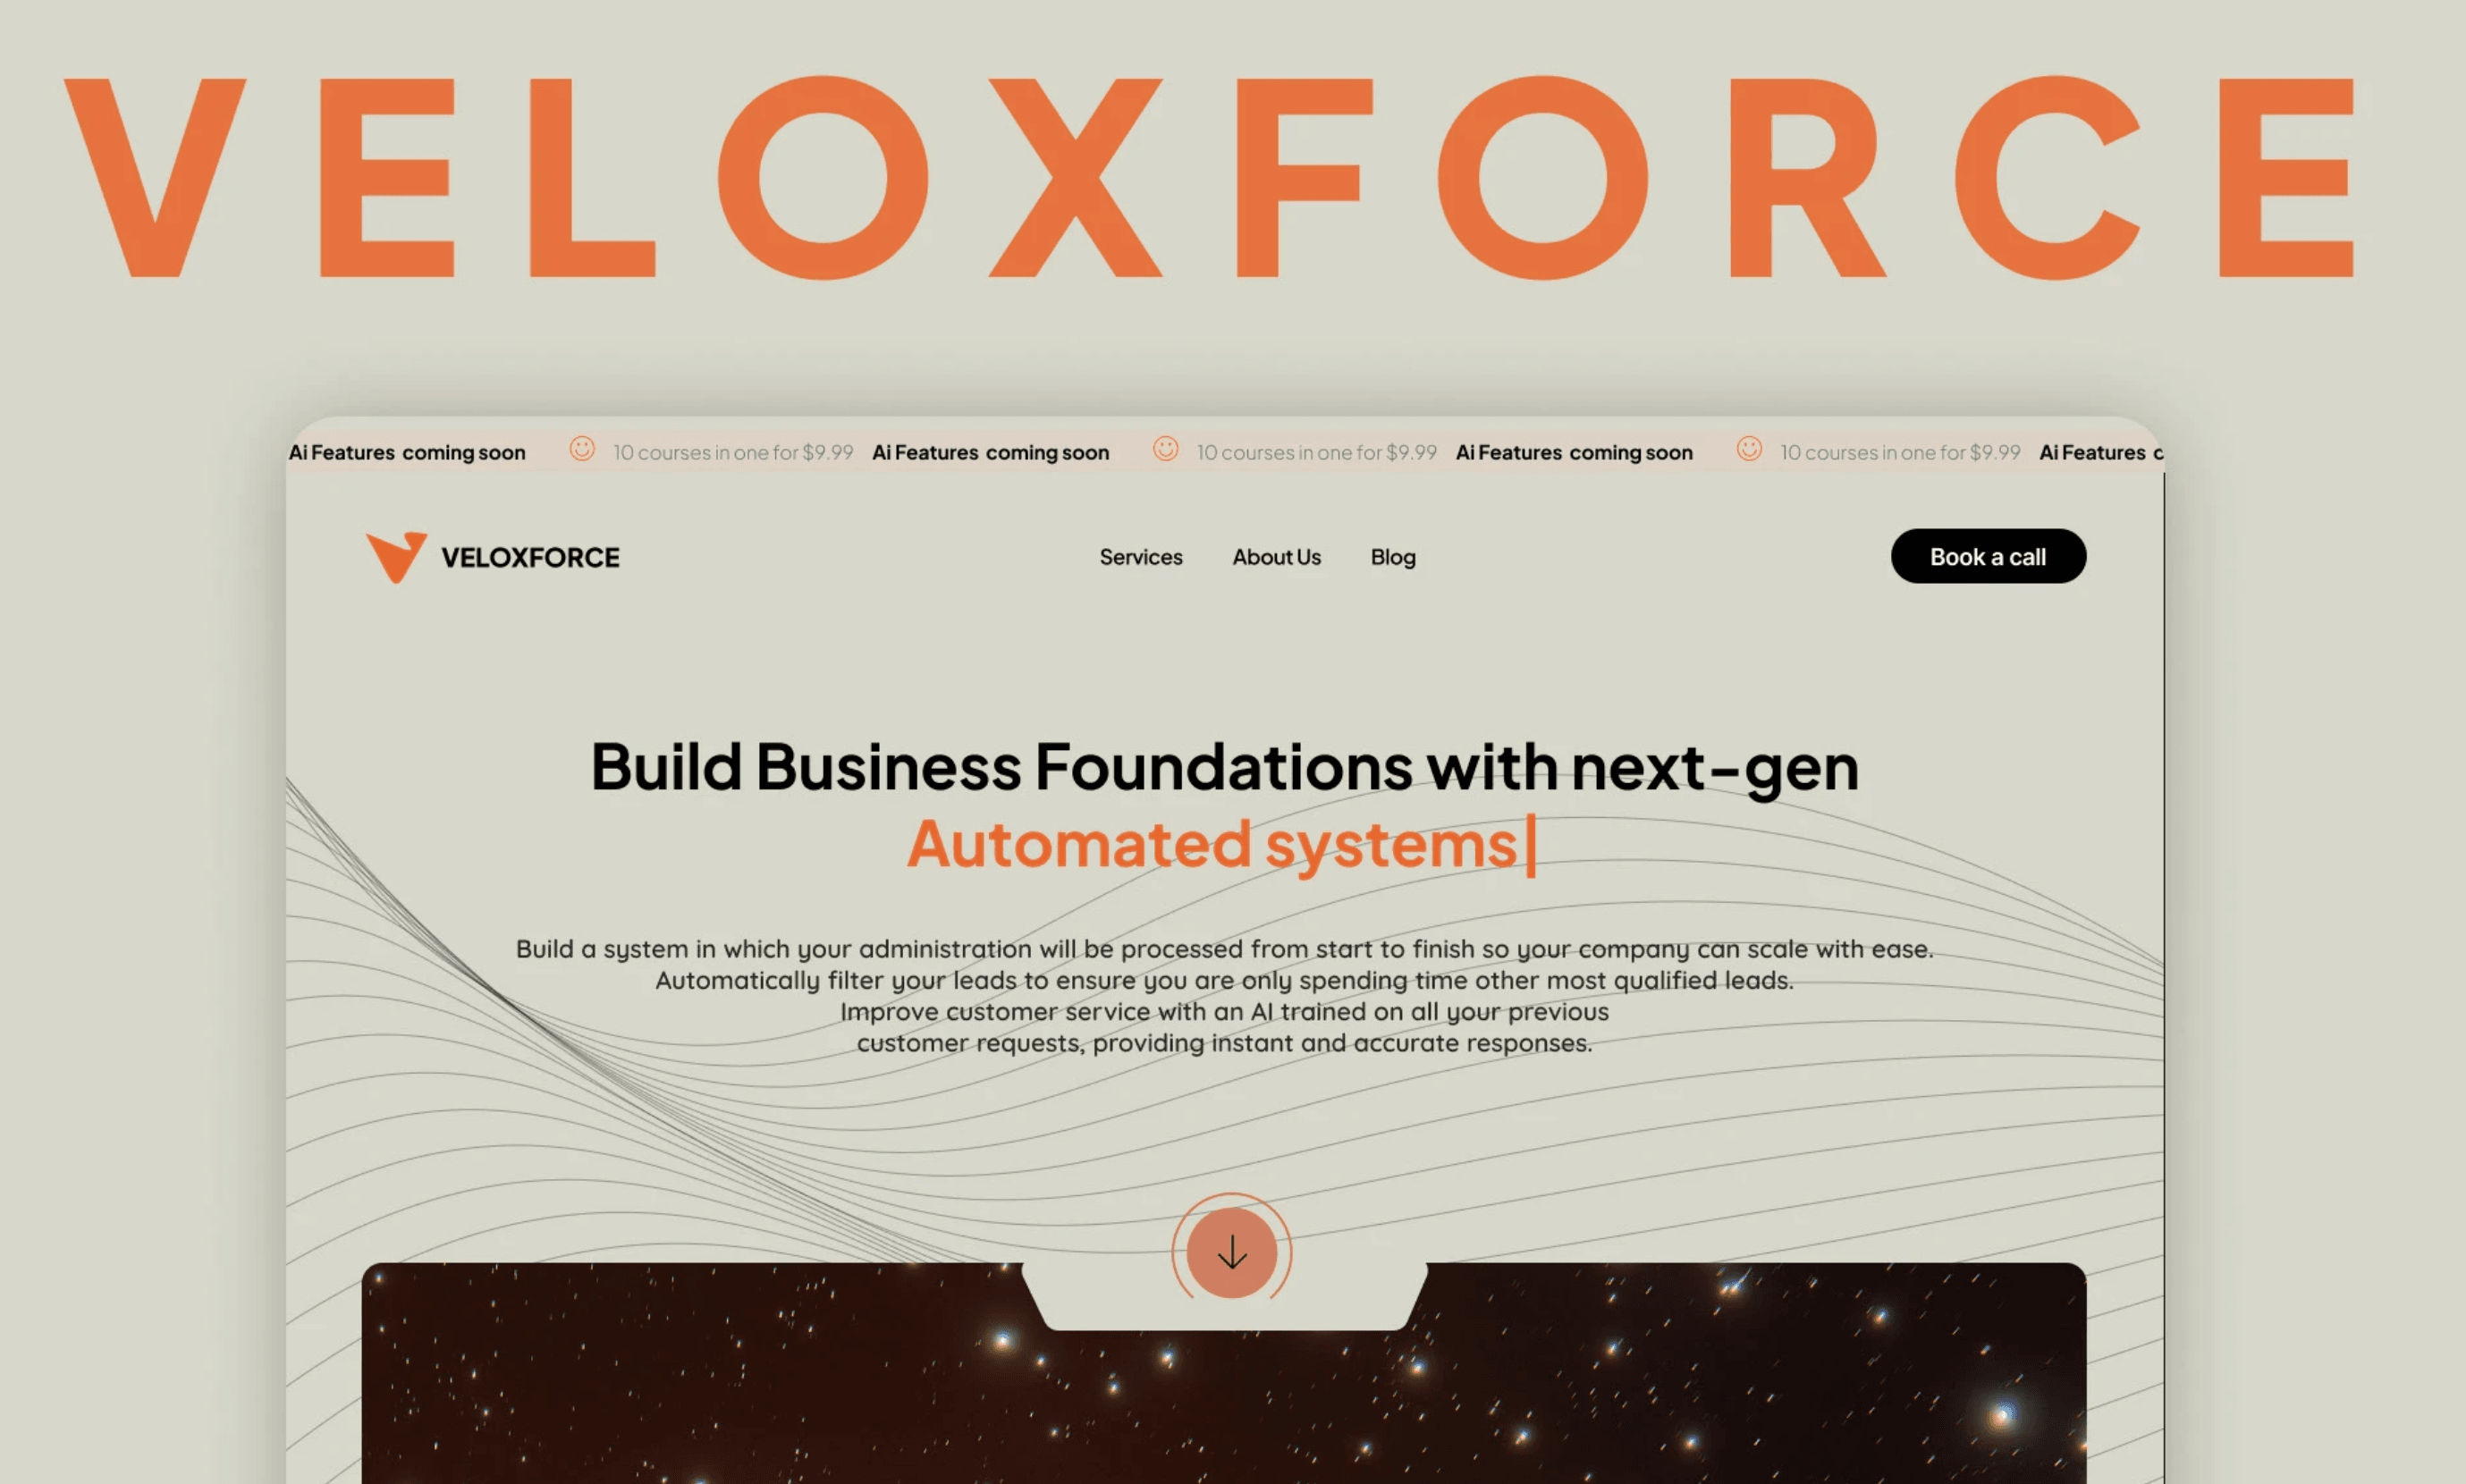 VELOXFORCE
Ai Features coming soon 10 courses in one for $9.99 Ai Features coming soon 10 courses in one for $9.99 Ai Features coming soon 10 courses in one for $9.99 Ai Features c
VELOXFORCE Services About Us Blog Book a call
Build Business Foundations with next-gen
Automated systems|
Build a system in which your administration will be processed from start to finish so your company can scale with ease.
Automatically filter your leads to ensure you are only spending time other most qualified leads.
Improve customer service with an AI trained on all your previous
customer requests, providing instant and accurate responses.